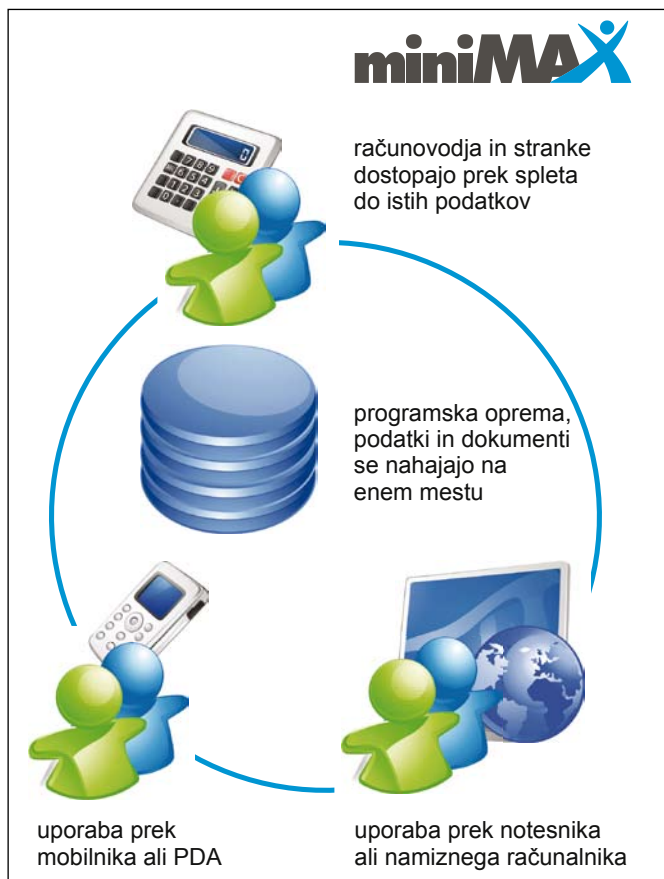 miniMAX
računovodja in stranke
dostopajo prek spleta
do istih podatkov
programska oprema,
podatki in dokumenti
se nahajajo na
enem mestu
uporaba prek
mobilnika ali PDA
uporaba prek notesnika
ali namiznega računalnika